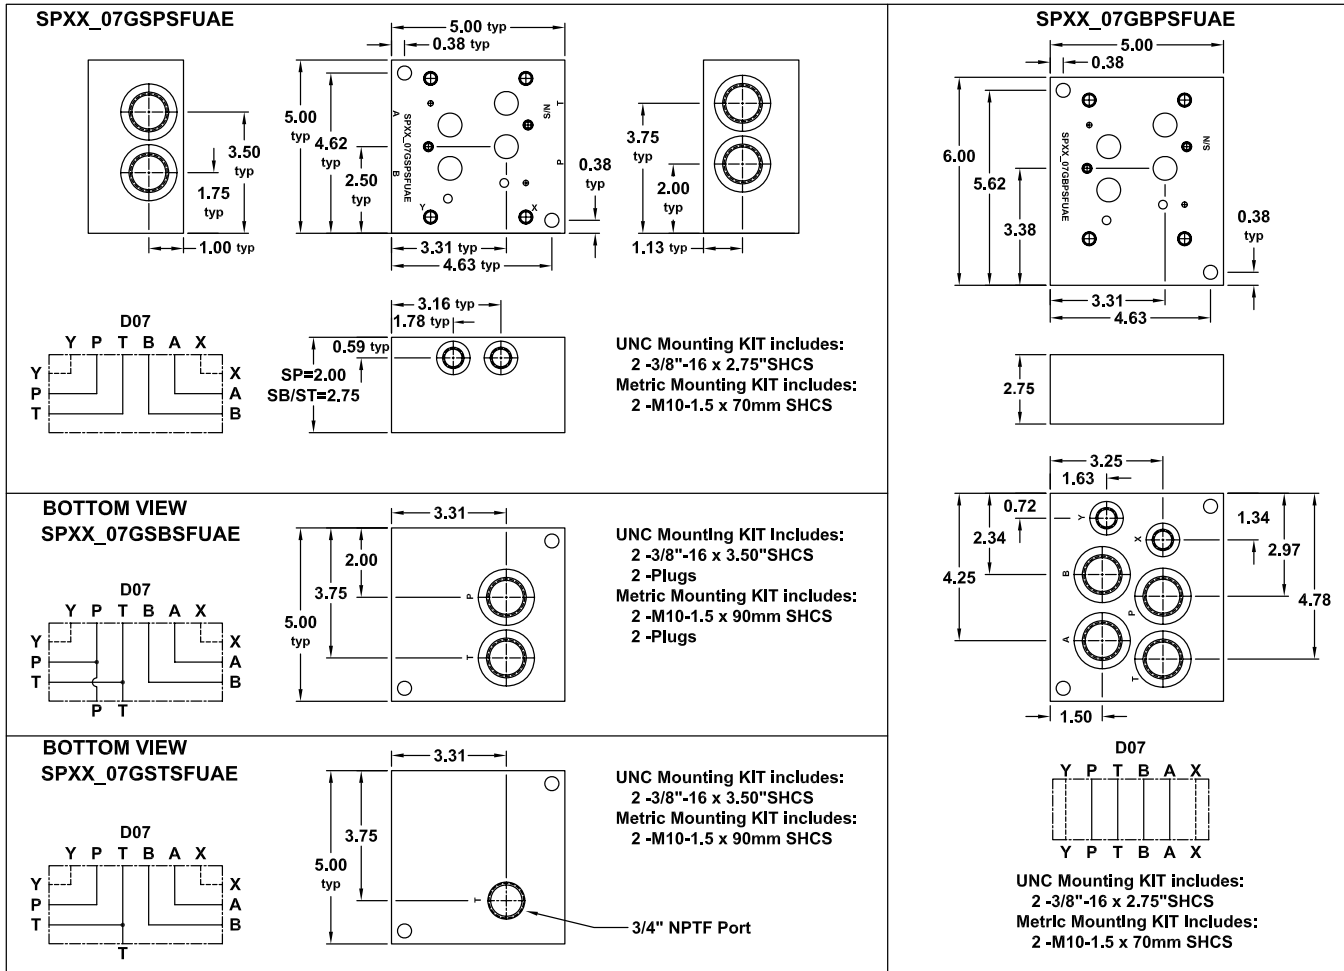 SPXX_07GSPSFUAE
5.00 typ
0.38 typ
3.50
typ
1.75
typ
1.00 typ
5.00
typ
4.62
typ
2.50
typ
A
B
SPXX_07GSPSFUAE
S/N
T
P
Y
X
0.38
typ
3.31 typ
4.63 typ
3.75
typ
2.00
typ
1.13 typ
D07
Y P T B A X
Y X
P A
T B
3.16 typ
1.78 typ
0.59 typ
SP=2.00
SB/ST=2.75
UNC Mounting KIT includes:
2 -3/8"-16 x 2.75"SHCS
Metric Mounting KIT includes:
2 -M10-1.5 x 70mm SHCS
BOTTOM VIEW
SPXX_07GSBSFUAE
D07
Y P T B A X
Y X
P A
T B
P T
3.31
2.00
3.75
5.00
typ
P
T
UNC Mounting KIT Includes:
2 -3/8"-16 x 3.50"SHCS
2 -Plugs
Metric Mounting KIT includes:
2 -M10-1.5 x 90mm SHCS
2 -Plugs
BOTTOM VIEW
SPXX_07GSTSFUAE
D07
Y P T B A X
Y X
P A
T B
T
3.31
3.75
5.00
typ
T
3/4" NPTF Port
UNC Mounting KIT includes:
2 -3/8"-16 x 3.50"SHCS
Metric Mounting KIT includes:
2 -M10-1.5 x 90mm SHCS
SPXX_07GBPSFUAE
5.00
0.38
6.00
5.62
3.38
SPXX_07GBPSFUAE
S/N
0.38
typ
3.31
4.63
2.75
3.25
1.63
0.72
2.34
4.25
1.34
2.97
4.78
Y
X
B
P
A
T
1.50
D07
Y P T B A X
Y P T B A X
UNC Mounting KIT includes:
2 -3/8"-16 x 2.75"SHCS
Metric Mounting KIT Includes:
2 -M10-1.5 x 70mm SHCS